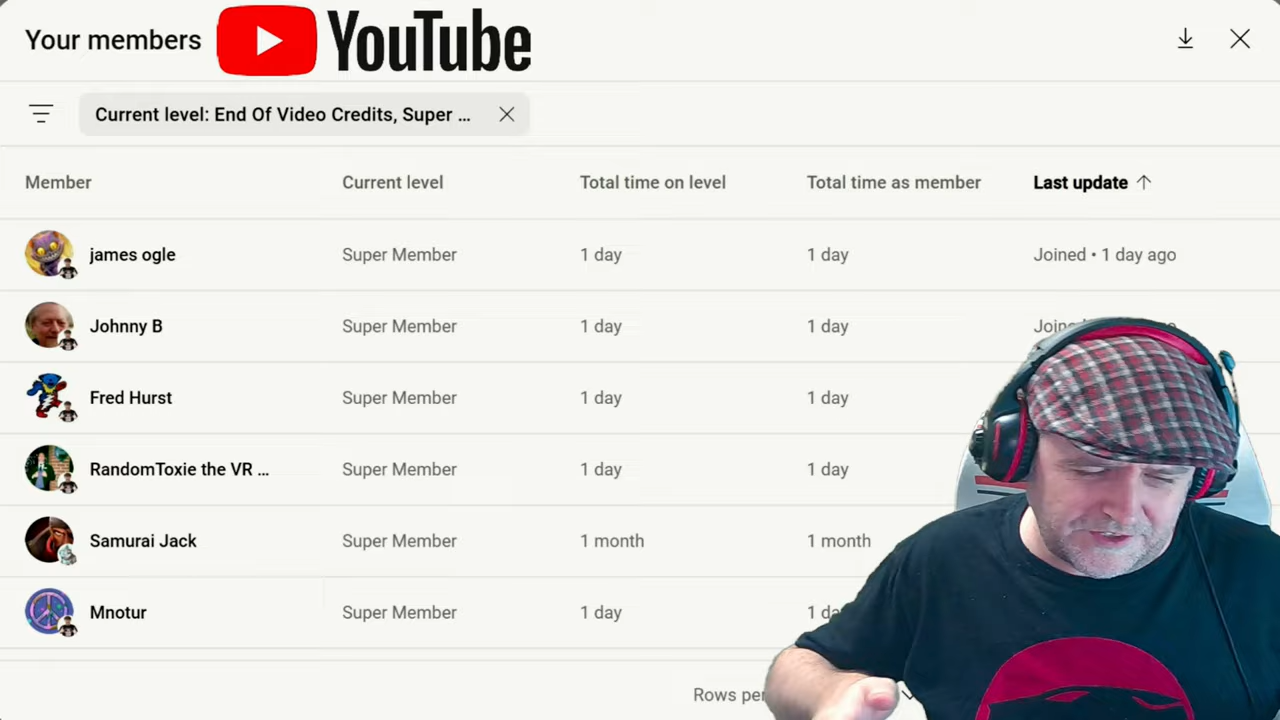 Your members YouTube
Current level: End Of Video Credits, Super ...
Member Current level Total time on level Total time as member Last update
james ogle Super Member 1 day 1 day Joined • 1 day ago
Johnny B Super Member 1 day 1 day
Fred Hurst Super Member 1 day 1 day
RandomToxie the VR ... Super Member 1 day 1 day
Samurai Jack Super Member 1 month 1 month
Mnotur Super Member 1 day 1
Rows